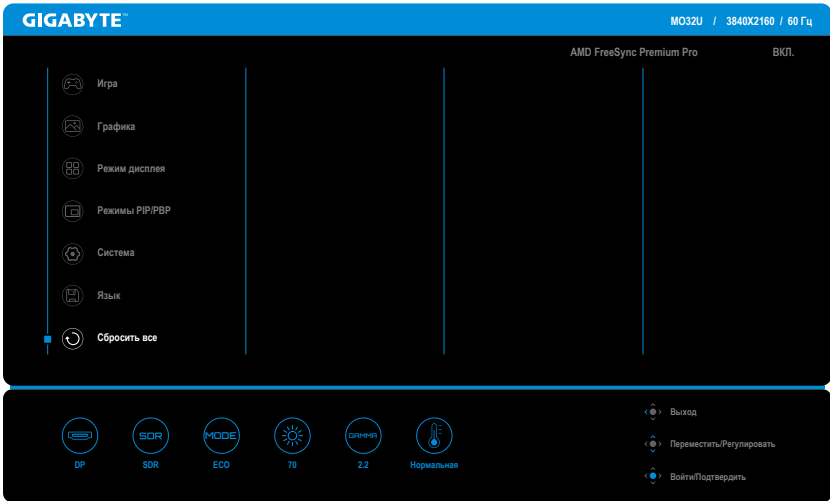 GIGABYTE™
MO32U / 3840X2160 / 60 Гц
AMD FreeSync Premium Pro ВКЛ.
Игра
Графика
Режим дисплея
Режимы PIP/PBP
Система
Язык
Сбросить все
SDR MODE GAMMA
DP SDR ECO 70 2.2 Нормальная
Выход
Переместить/Регулировать
Войти/Подтвердить